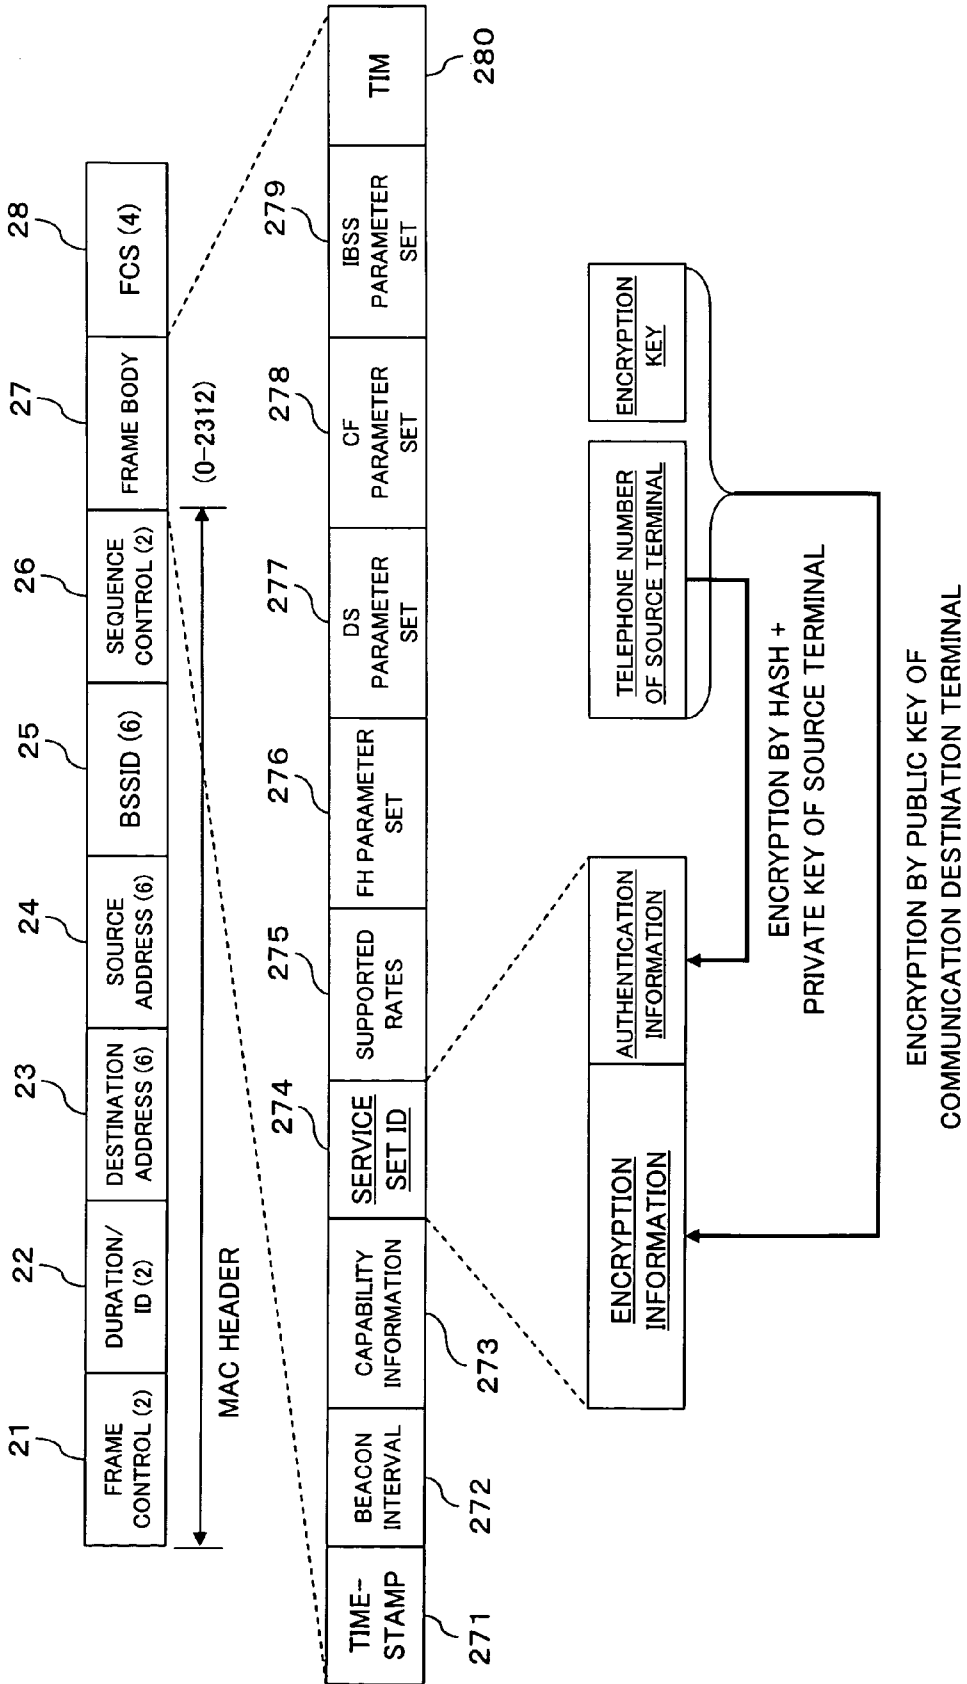 21
22
23
24
25
26
27
28
FRAME
CONTROL (2)
DURATION/
ID (2)
DESTINATION
ADDRESS (6)
SOURCE
ADDRESS (6)
BSSID (6)
SEQUENCE
CONTROL (2)
FRAME BODY
FCS (4)
MAC HEADER
(0-2312)
274
275
276
277
278
279
TIME-
STAMP
BEACON
INTERVAL
CAPABILITY
INFORMATION
SERVICE
SET ID
SUPPORTED
RATES
FH PARAMETER
SET
DS
PARAMETER
SET
CF
PARAMETER
SET
IBSS
PARAMETER
SET
TIM
271
272
273
280
ENCRYPTION
INFORMATION
AUTHENTICATION
INFORMATION
TELEPHONE NUMBER
OF SOURCE TERMINAL
ENCRYPTION
KEY
ENCRYPTION BY HASH +
PRIVATE KEY OF SOURCE TERMINAL
ENCRYPTION BY PUBLIC KEY OF
COMMUNICATION DESTINATION TERMINAL